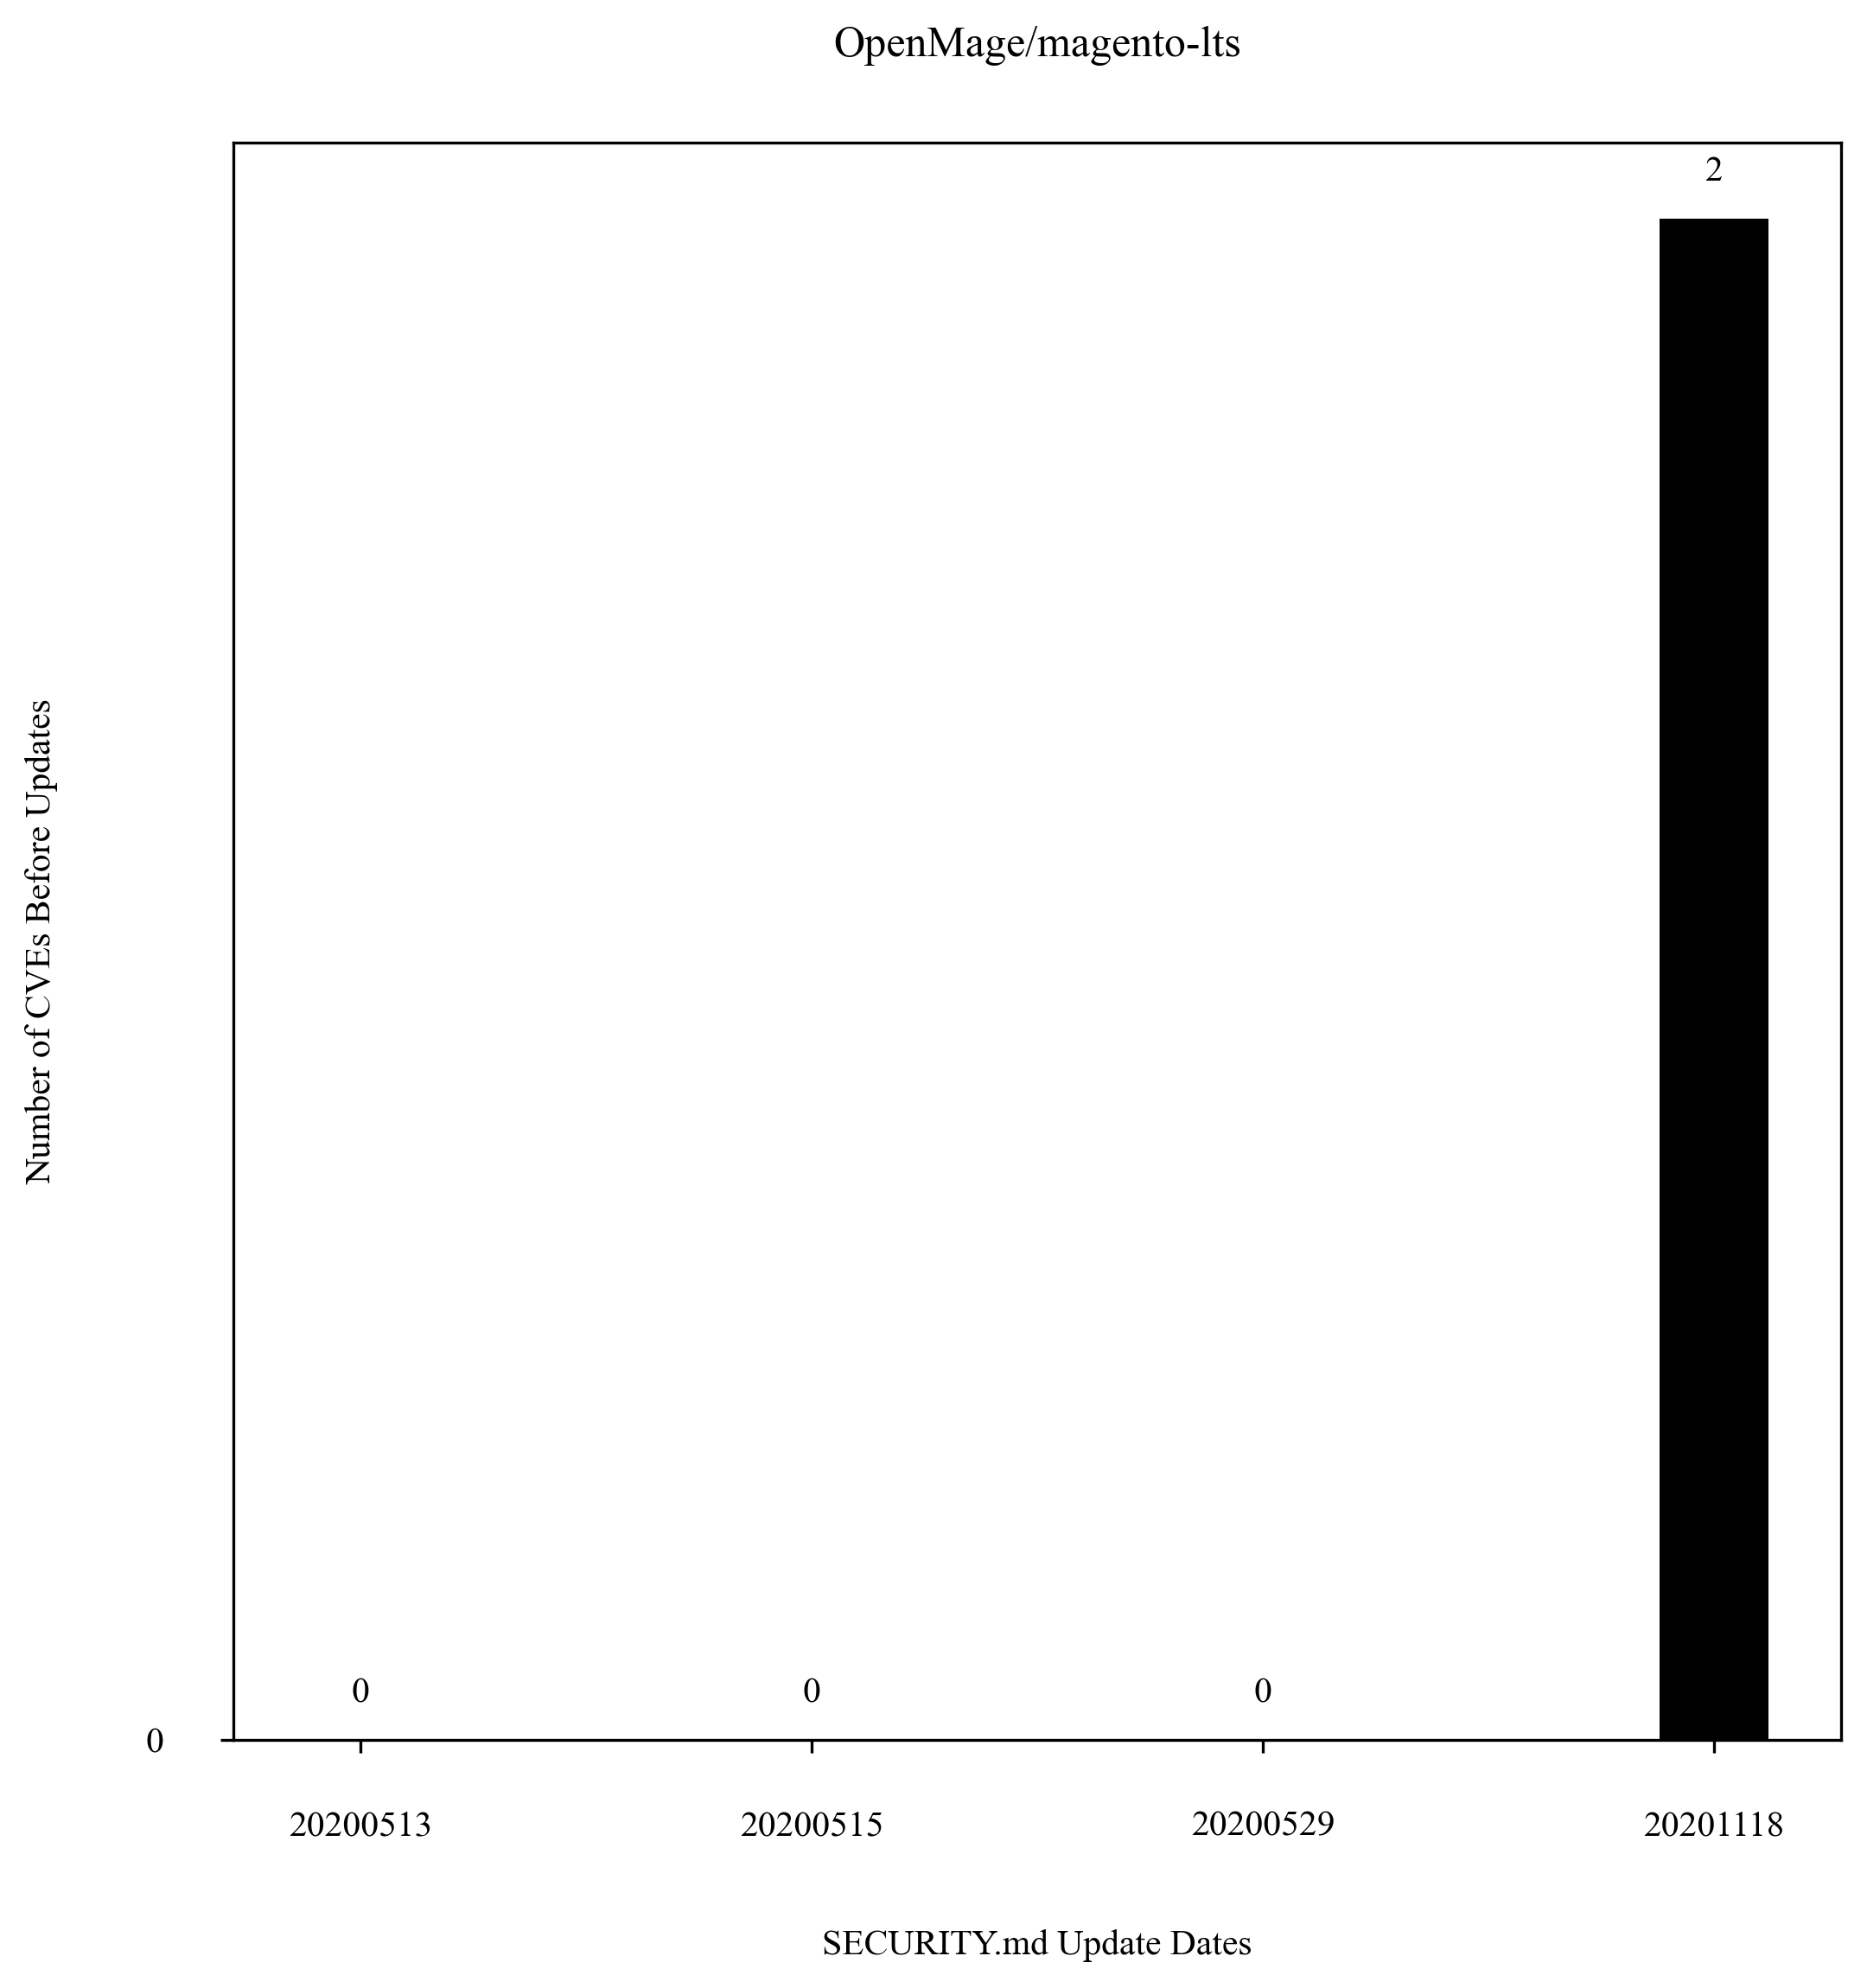 OpenMage/magento-lts
2
Number of CVEs Before Updates
0 0 0
0
20200513 20200515 20200529 20201118
SECURITY.md Update Dates